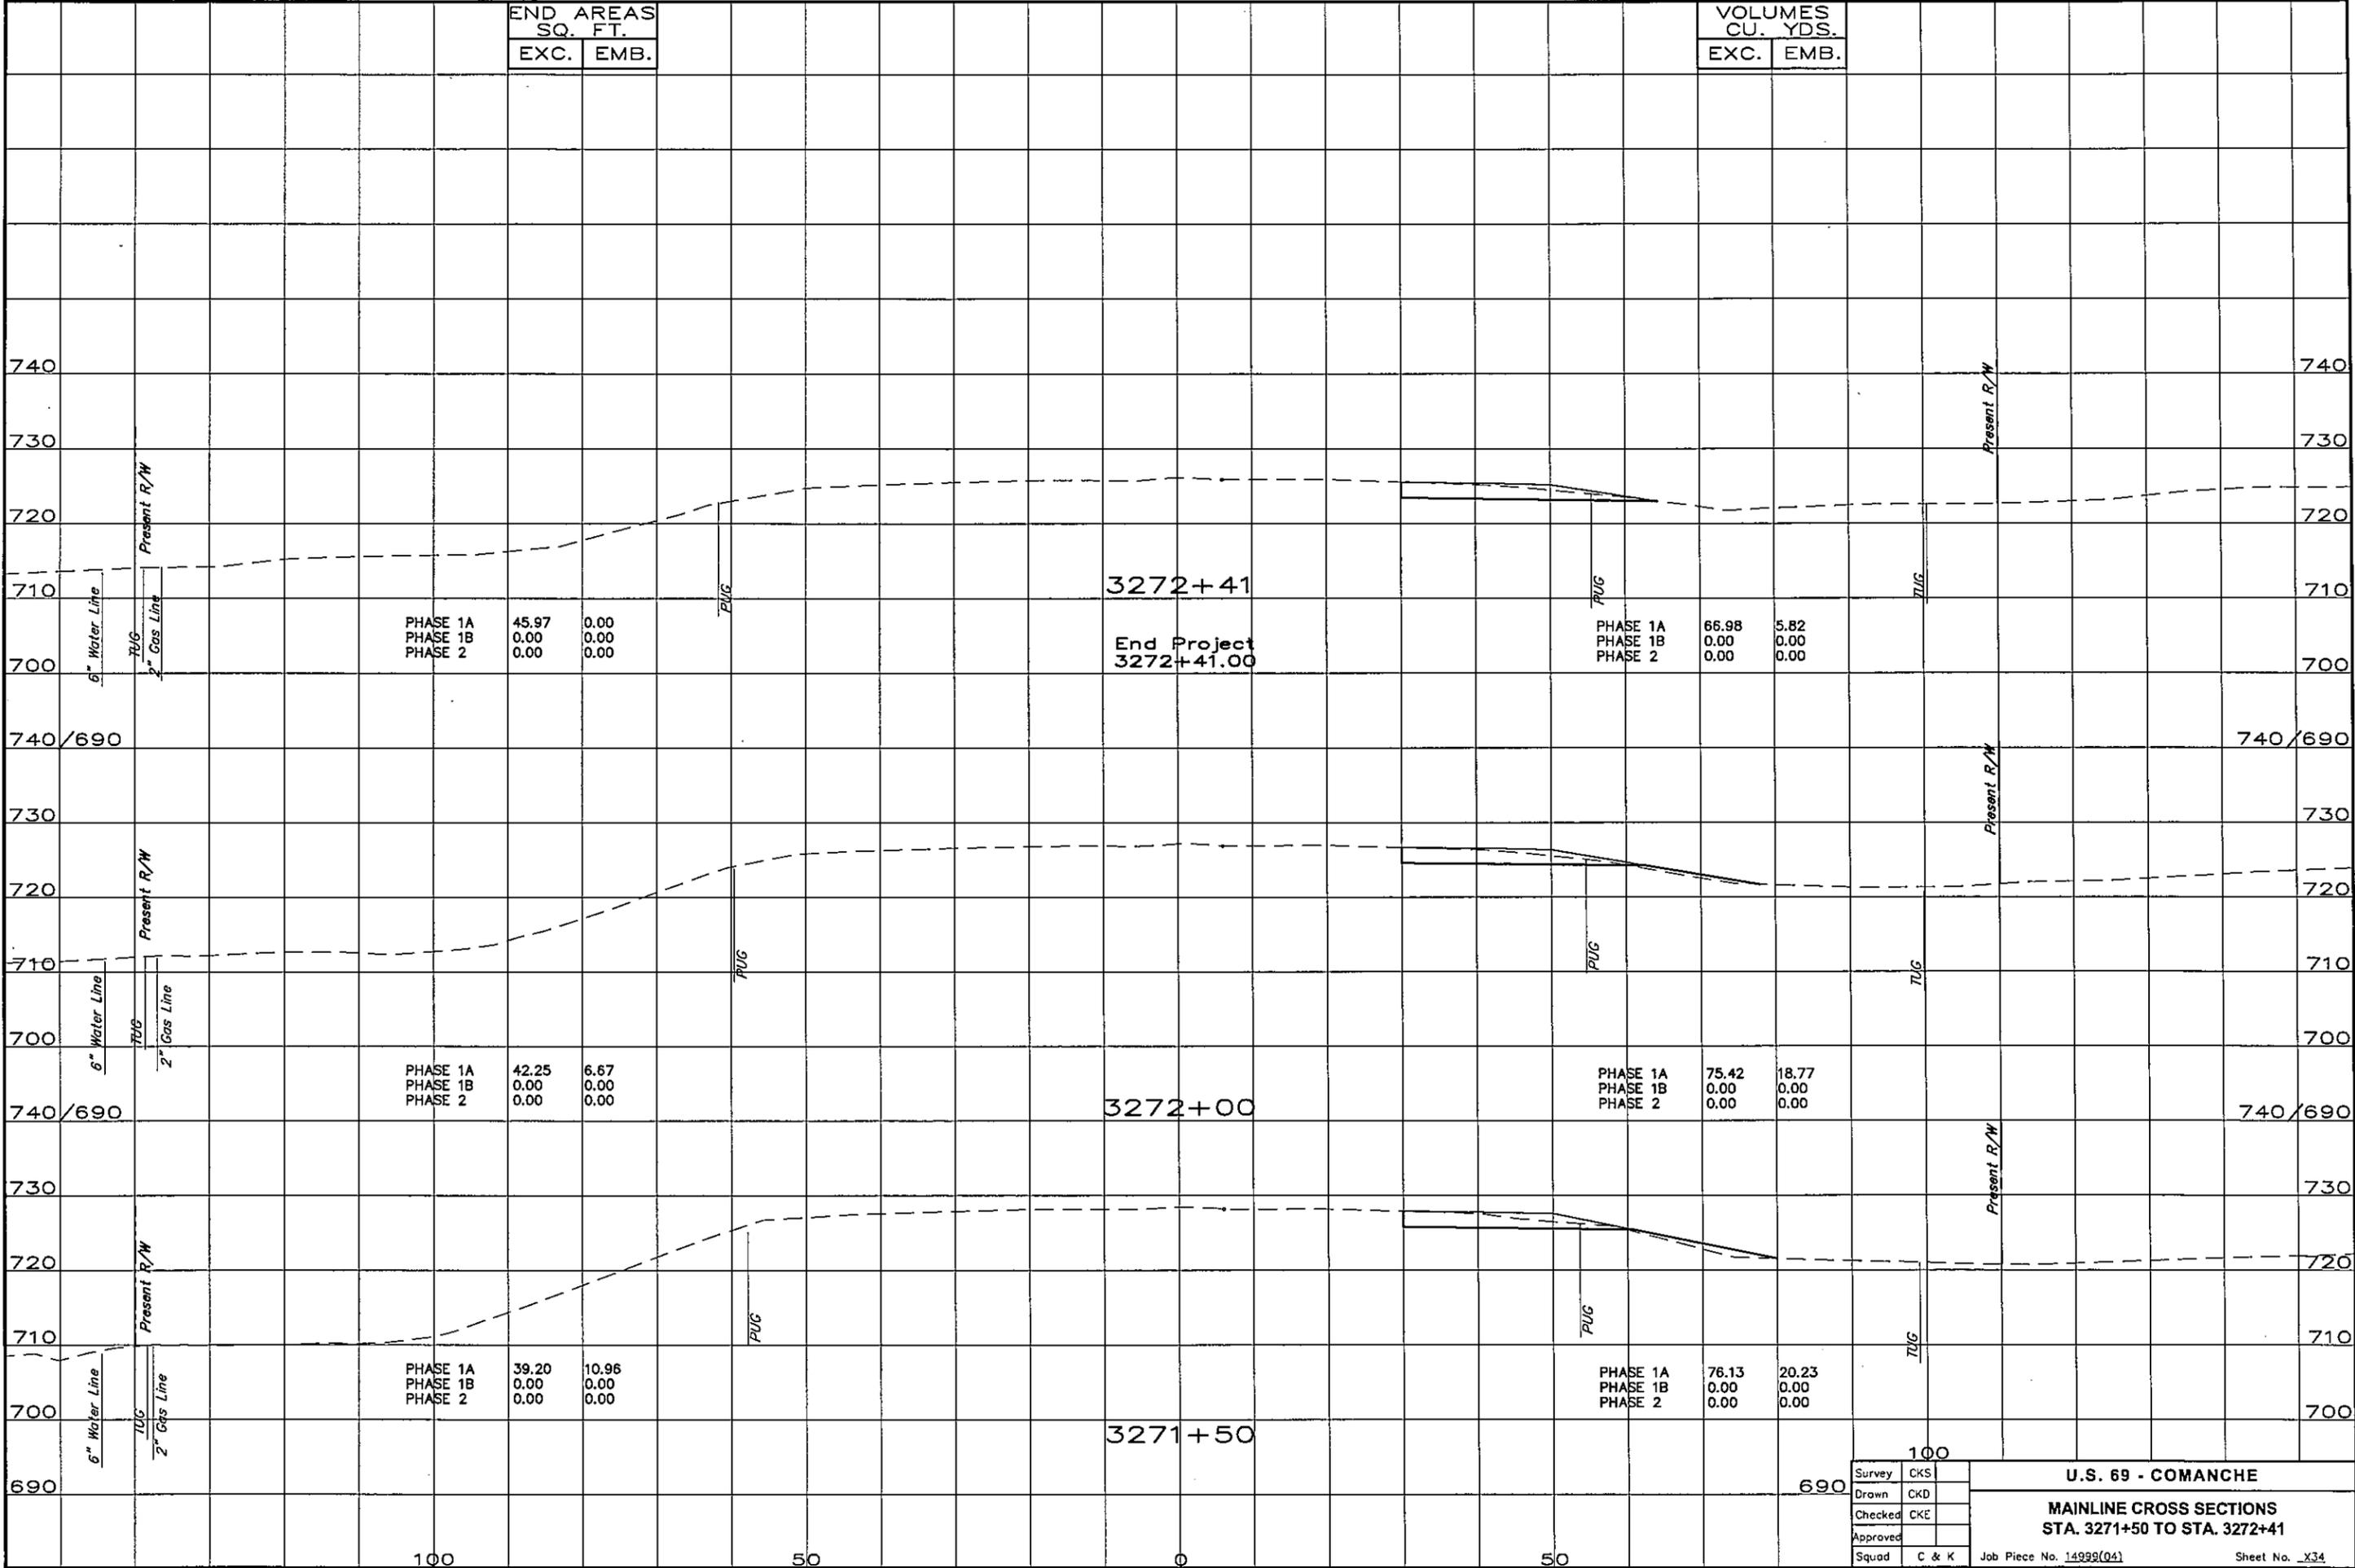 END AREAS
SQ. FT.
EXC. EMB.
VOLUMES
CU. YDS.
EXC. EMB.
740 740
730 730
720 720
710 710
700 700
Present R/W
Present R/W
6" Water Line
TUG
2" Gas Line
PUG
PUG
TUG
3272+41
End Project
3272+41.00
PHASE 1A 45.97 0.00
PHASE 1B 0.00 0.00
PHASE 2 0.00 0.00
PHASE 1A 66.98 5.82
PHASE 1B 0.00 0.00
PHASE 2 0.00 0.00
740/690 740/690
730 730
720 720
710 710
700 700
Present R/W
Present R/W
6" Water Line
TUG
2" Gas Line
PUG
PUG
TUG
PHASE 1A 42.25 6.67
PHASE 1B 0.00 0.00
PHASE 2 0.00 0.00
3272+00
PHASE 1A 75.42 18.77
PHASE 1B 0.00 0.00
PHASE 2 0.00 0.00
740/690 740/690
730 730
720 720
710 710
700 700
690 690
Present R/W
Present R/W
6" Water Line
TUG
2" Gas Line
PUG
PUG
TUG
PHASE 1A 39.20 10.96
PHASE 1B 0.00 0.00
PHASE 2 0.00 0.00
3271+50
PHASE 1A 76.13 20.23
PHASE 1B 0.00 0.00
PHASE 2 0.00 0.00
100 50 0 50 100
Survey CKS
Drawn CKD
Checked CKE
Approved
Squad C & K
U.S. 69 - COMANCHE
MAINLINE CROSS SECTIONS
STA. 3271+50 TO STA. 3272+41
Job Piece No. 14999(04) Sheet No. X34